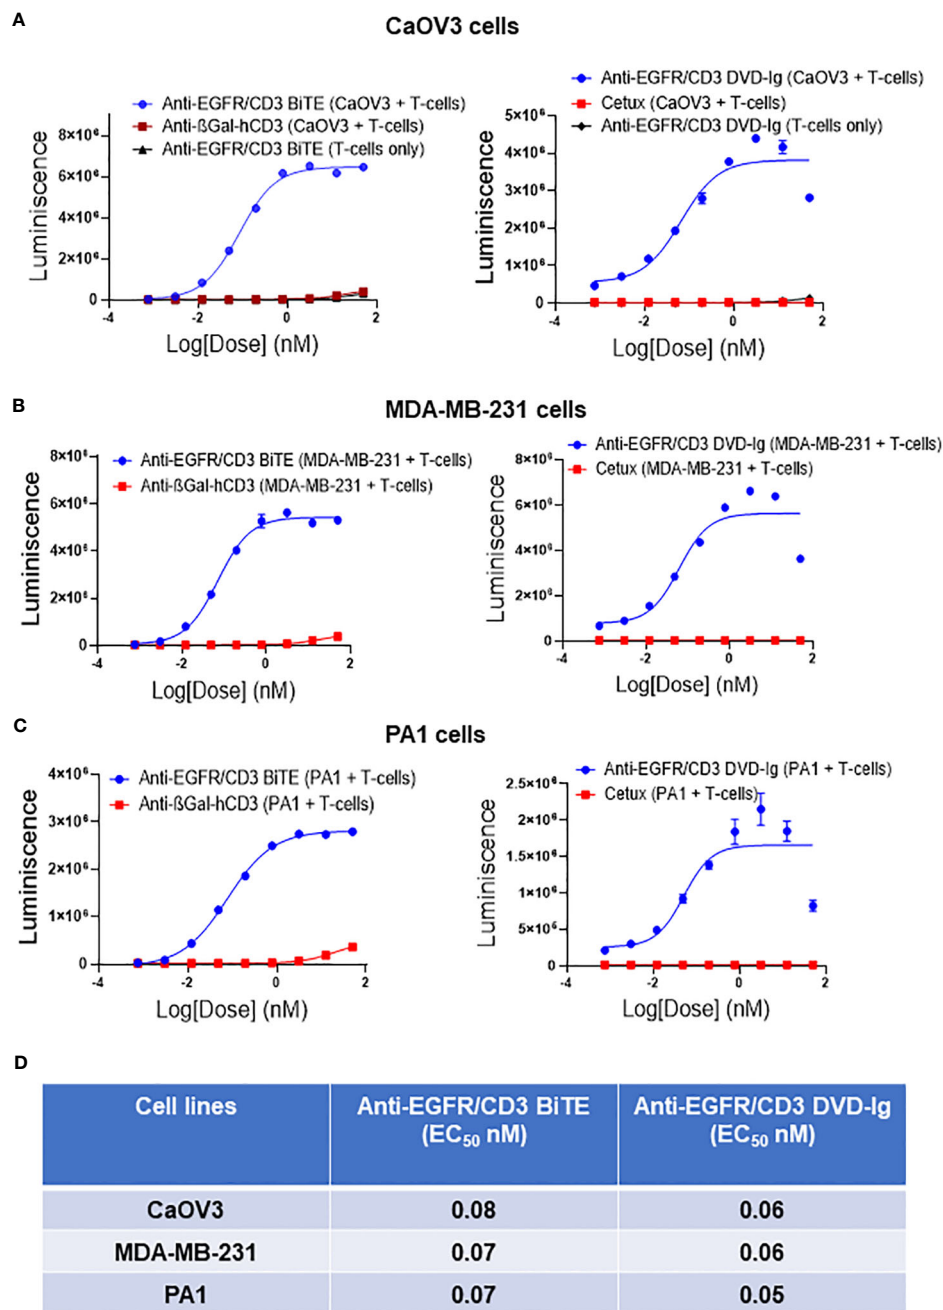 A
CaOV3 cells
Anti-EGFR/CD3 BiTE (CaOV3 + T-cells)
Anti-ßGal-hCD3 (CaOV3 + T-cells)
Anti-EGFR/CD3 BiTE (T-cells only)
8×10⁶
6×10⁶
4×10⁶
2×10⁶
0
Luminiscence
-4 -2 0 2
Log[Dose] (nM)
Anti-EGFR/CD3 DVD-Ig (CaOV3 + T-cells)
Cetux (CaOV3 + T-cells)
Anti-EGFR/CD3 DVD-Ig (T-cells only)
5×10⁶
4×10⁶
3×10⁶
2×10⁶
1×10⁶
0
Luminiscence
-4 -2 0 2
Log[Dose] (nM)
B
MDA-MB-231 cells
Anti-EGFR/CD3 BiTE (MDA-MB-231 + T-cells)
Anti-ßGal-hCD3 (MDA-MB-231 + T-cells)
8×10⁶
6×10⁶
4×10⁶
2×10⁶
0
Luminiscence
-4 -2 0 2
Log[Dose] (nM)
Anti-EGFR/CD3 DVD-Ig (MDA-MB-231 + T-cells)
Cetux (MDA-MB-231 + T-cells)
8×10⁶
6×10⁶
4×10⁶
2×10⁶
0
Luminiscence
-4 -2 0 2
Log[Dose] (nM)
C
PA1 cells
Anti-EGFR/CD3 BiTE (PA1 + T-cells)
Anti-ßGal-hCD3 (PA1 + T-cells)
4×10⁶
3×10⁶
2×10⁶
1×10⁶
0
Luminiscence
-4 -2 0 2
Log[Dose] (nM)
Anti-EGFR/CD3 DVD-Ig (PA1 + T-cells)
Cetux (PA1 + T-cells)
2.5×10⁶
2×10⁶
1.5×10⁶
1×10⁶
5×10⁵
0
Luminiscence
-4 -2 0 2
Log[Dose] (nM)
D
Cell lines Anti-EGFR/CD3 BiTE Anti-EGFR/CD3 DVD-Ig
(EC₅₀ nM) (EC₅₀ nM)
CaOV3 0.08 0.06
MDA-MB-231 0.07 0.06
PA1 0.07 0.05